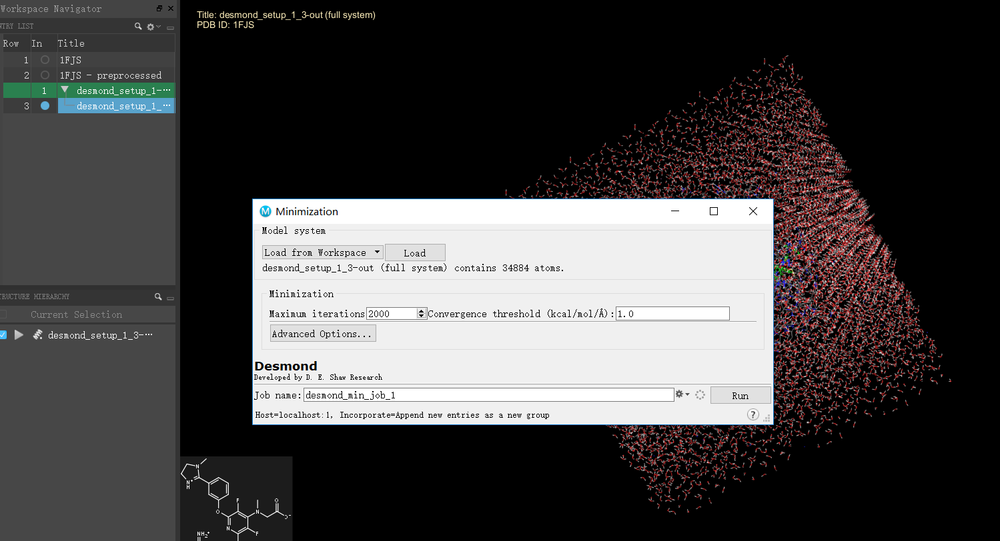 Workspace Navigator
NTRY LIST
Row In Title
1 1FJS
2 1FJS - preprocessed
1 desmond_setup_1-···
3 desmond_setup_1_···
TRUCTURE HIERARCHY
Current Selection
desmond_setup_1_3-···
Title: desmond_setup_1_3-out (full system)
PDB ID: 1FJS
M Minimization
Model system
Load from Workspace Load
desmond_setup_1_3-out (full system) contains 34884 atoms.
Minimization
Maximum iterations 2000 Convergence threshold (kcal/mol/Å): 1.0
Advanced Options...
Desmond
Developed by D. E. Shaw Research
Job name: desmond_min_job_1 Run
Host=localhost:1, Incorporate=Append new entries as a new group ?
N
N+
H
F
O
N
O
O-
N
F
NH2+